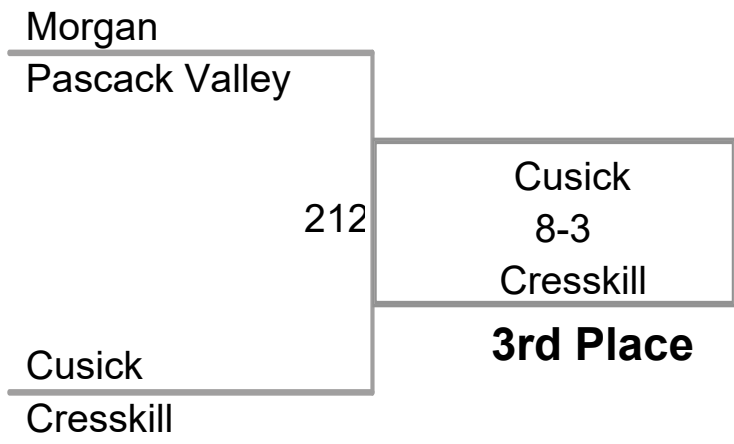 Morgan
Pascack Valley
212
Cusick
8-3
Cresskill
3rd Place
Cusick
Cresskill